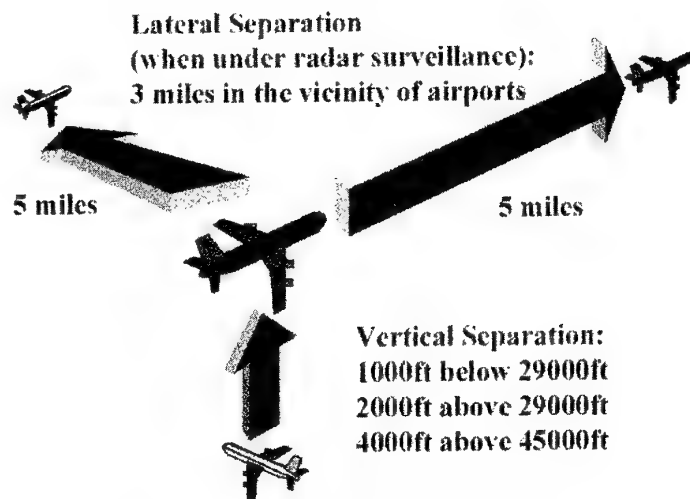 Lateral Separation
(when under radar surveillance):
3 miles in the vicinity of airports
5 miles
5 miles
Vertical Separation:
1000ft below 29000ft
2000ft above 29000ft
4000ft above 45000ft